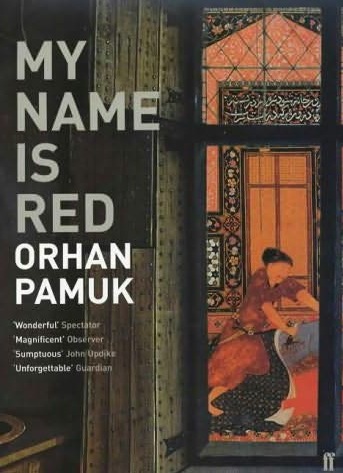 MY
NAME
IS
RED
ORHAN
PAMUK
'Wonderful' Spectator
'Magnificent' Observer
'Sumptuous' John Updike
'Unforgettable' Guardian
ff